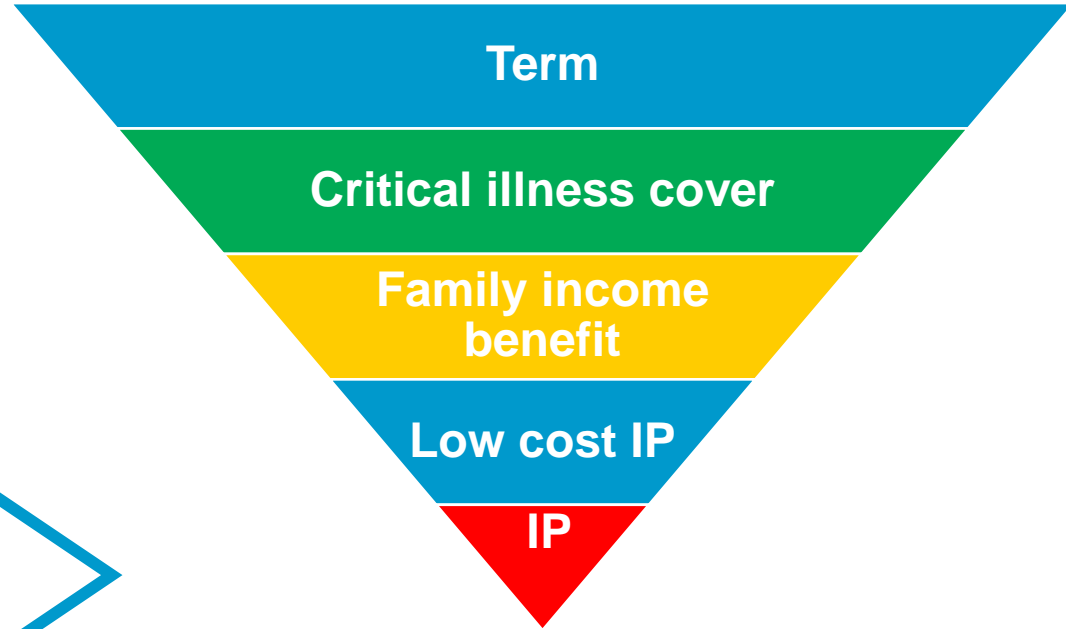 Term
Critical illness cover
Family income
benefit
Low cost IP
IP